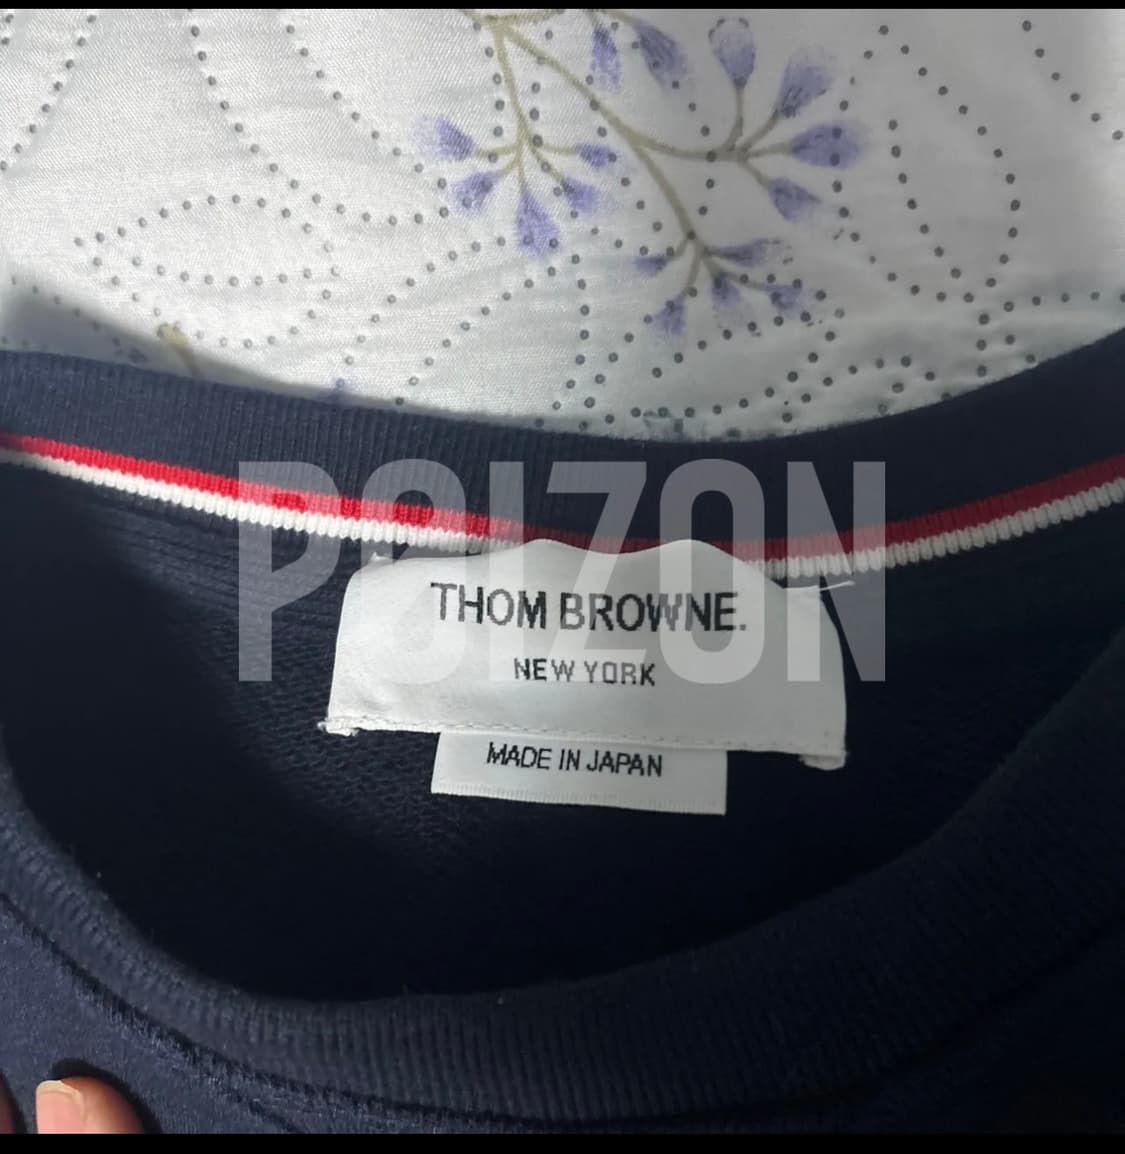 POIZON
THOM BROWNE.
NEW YORK
MADE IN JAPAN